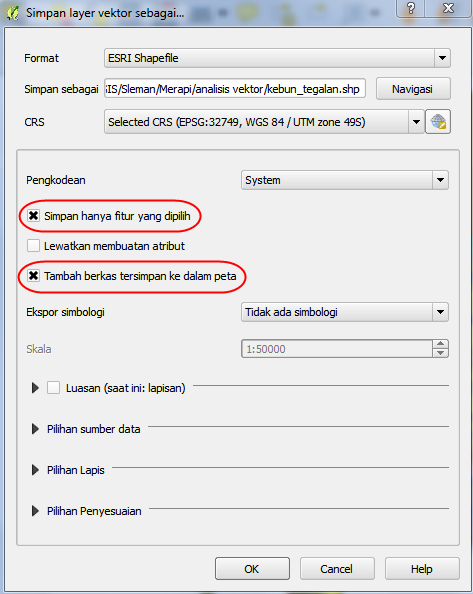 Simpan layer vektor sebagai...
Format ESRI Shapefile
Simpan sebagai iIS/Sleman/Merapi/analisis vektor/kebun_tegalan.shp Navigasi
CRS Selected CRS (EPSG:32749, WGS 84 / UTM zone 49S)
Pengkodean System
Simpan hanya fitur yang dipilih
Lewatkan membuatan atribut
Tambah berkas tersimpan ke dalam peta
Ekspor simbologi Tidak ada simbologi
Skala 1:50000
Luasan (saat ini: lapisan)
Pilihan sumber data
Pilihan Lapis
Pilihan Penyesuaian
OK Cancel Help